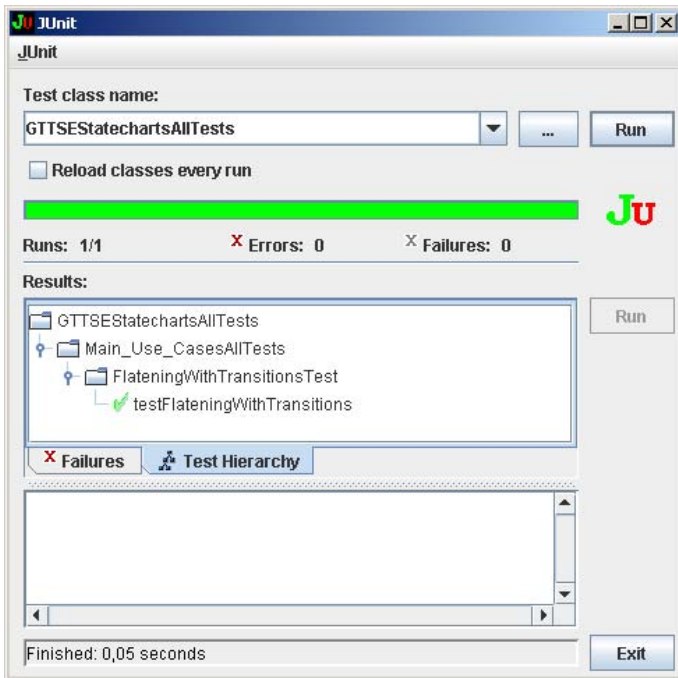 JU JUnit
JUnit
Test class name:
GTTSEStatechartsAllTests ... Run
Reload classes every run
JU
Runs: 1/1 X Errors: 0 X Failures: 0
Results:
GTTSEStatechartsAllTests Run
Main_Use_CasesAllTests
FlateningWithTransitionsTest
testFlateningWithTransitions
X Failures Test Hierarchy
Finished: 0,05 seconds Exit